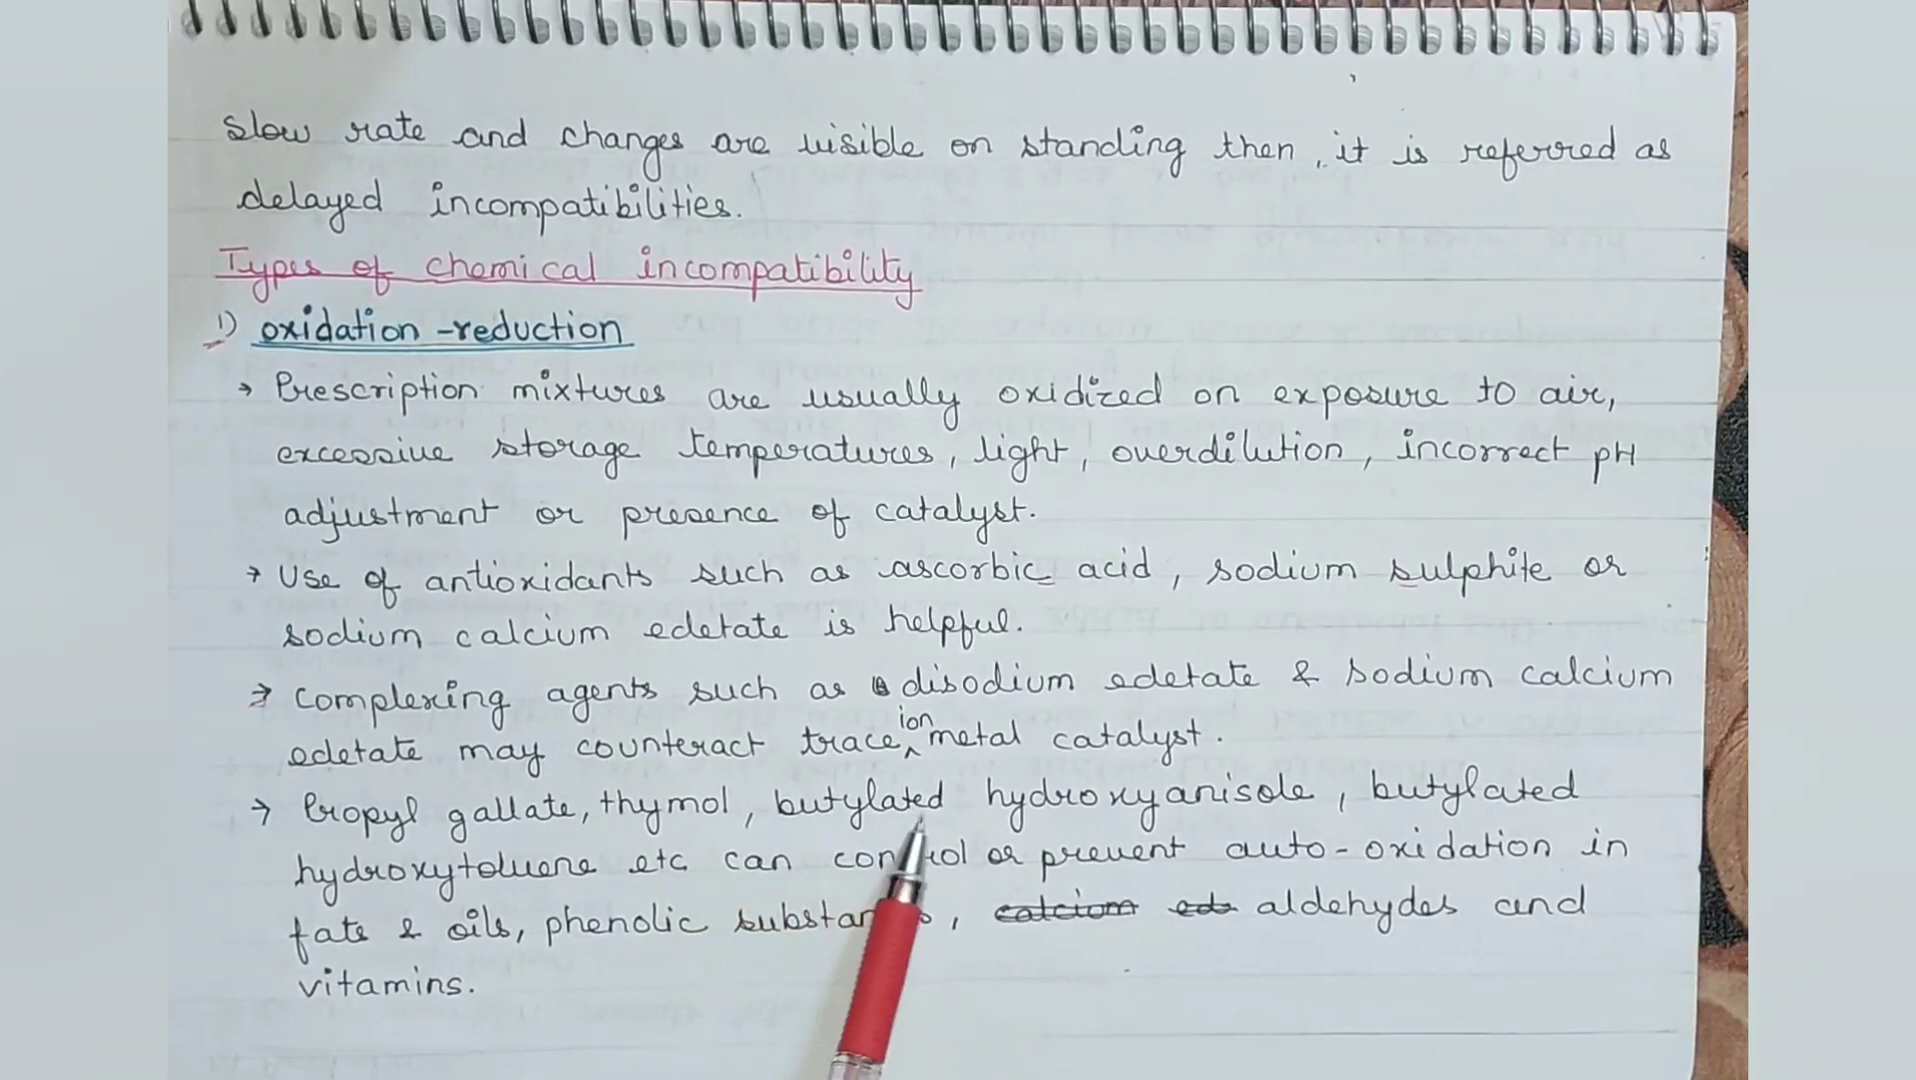 slow rate and changes are visible on standing then, it is referred as
delayed incompatibilities.
Types of chemical incompatibility
1) oxidation-reduction
→ Prescription mixtures are usually oxidized on exposure to air,
excessive storage temperatures, light, overdilution, incorrect pH
adjustment or presence of catalyst.
→ Use of antioxidants such as ascorbic acid, sodium sulphite or
sodium calcium edetate is helpful.
→ Complexing agents such as disodium edetate & sodium calcium
edetate may counteract trace ion metal catalyst.
→ Propyl gallate, thymol, butylated hydroxyanisole, butylated
hydroxytoluene etc can control or prevent auto-oxidation in
fats & oils, phenolic , calcium edt aldehydes and
vitamins.